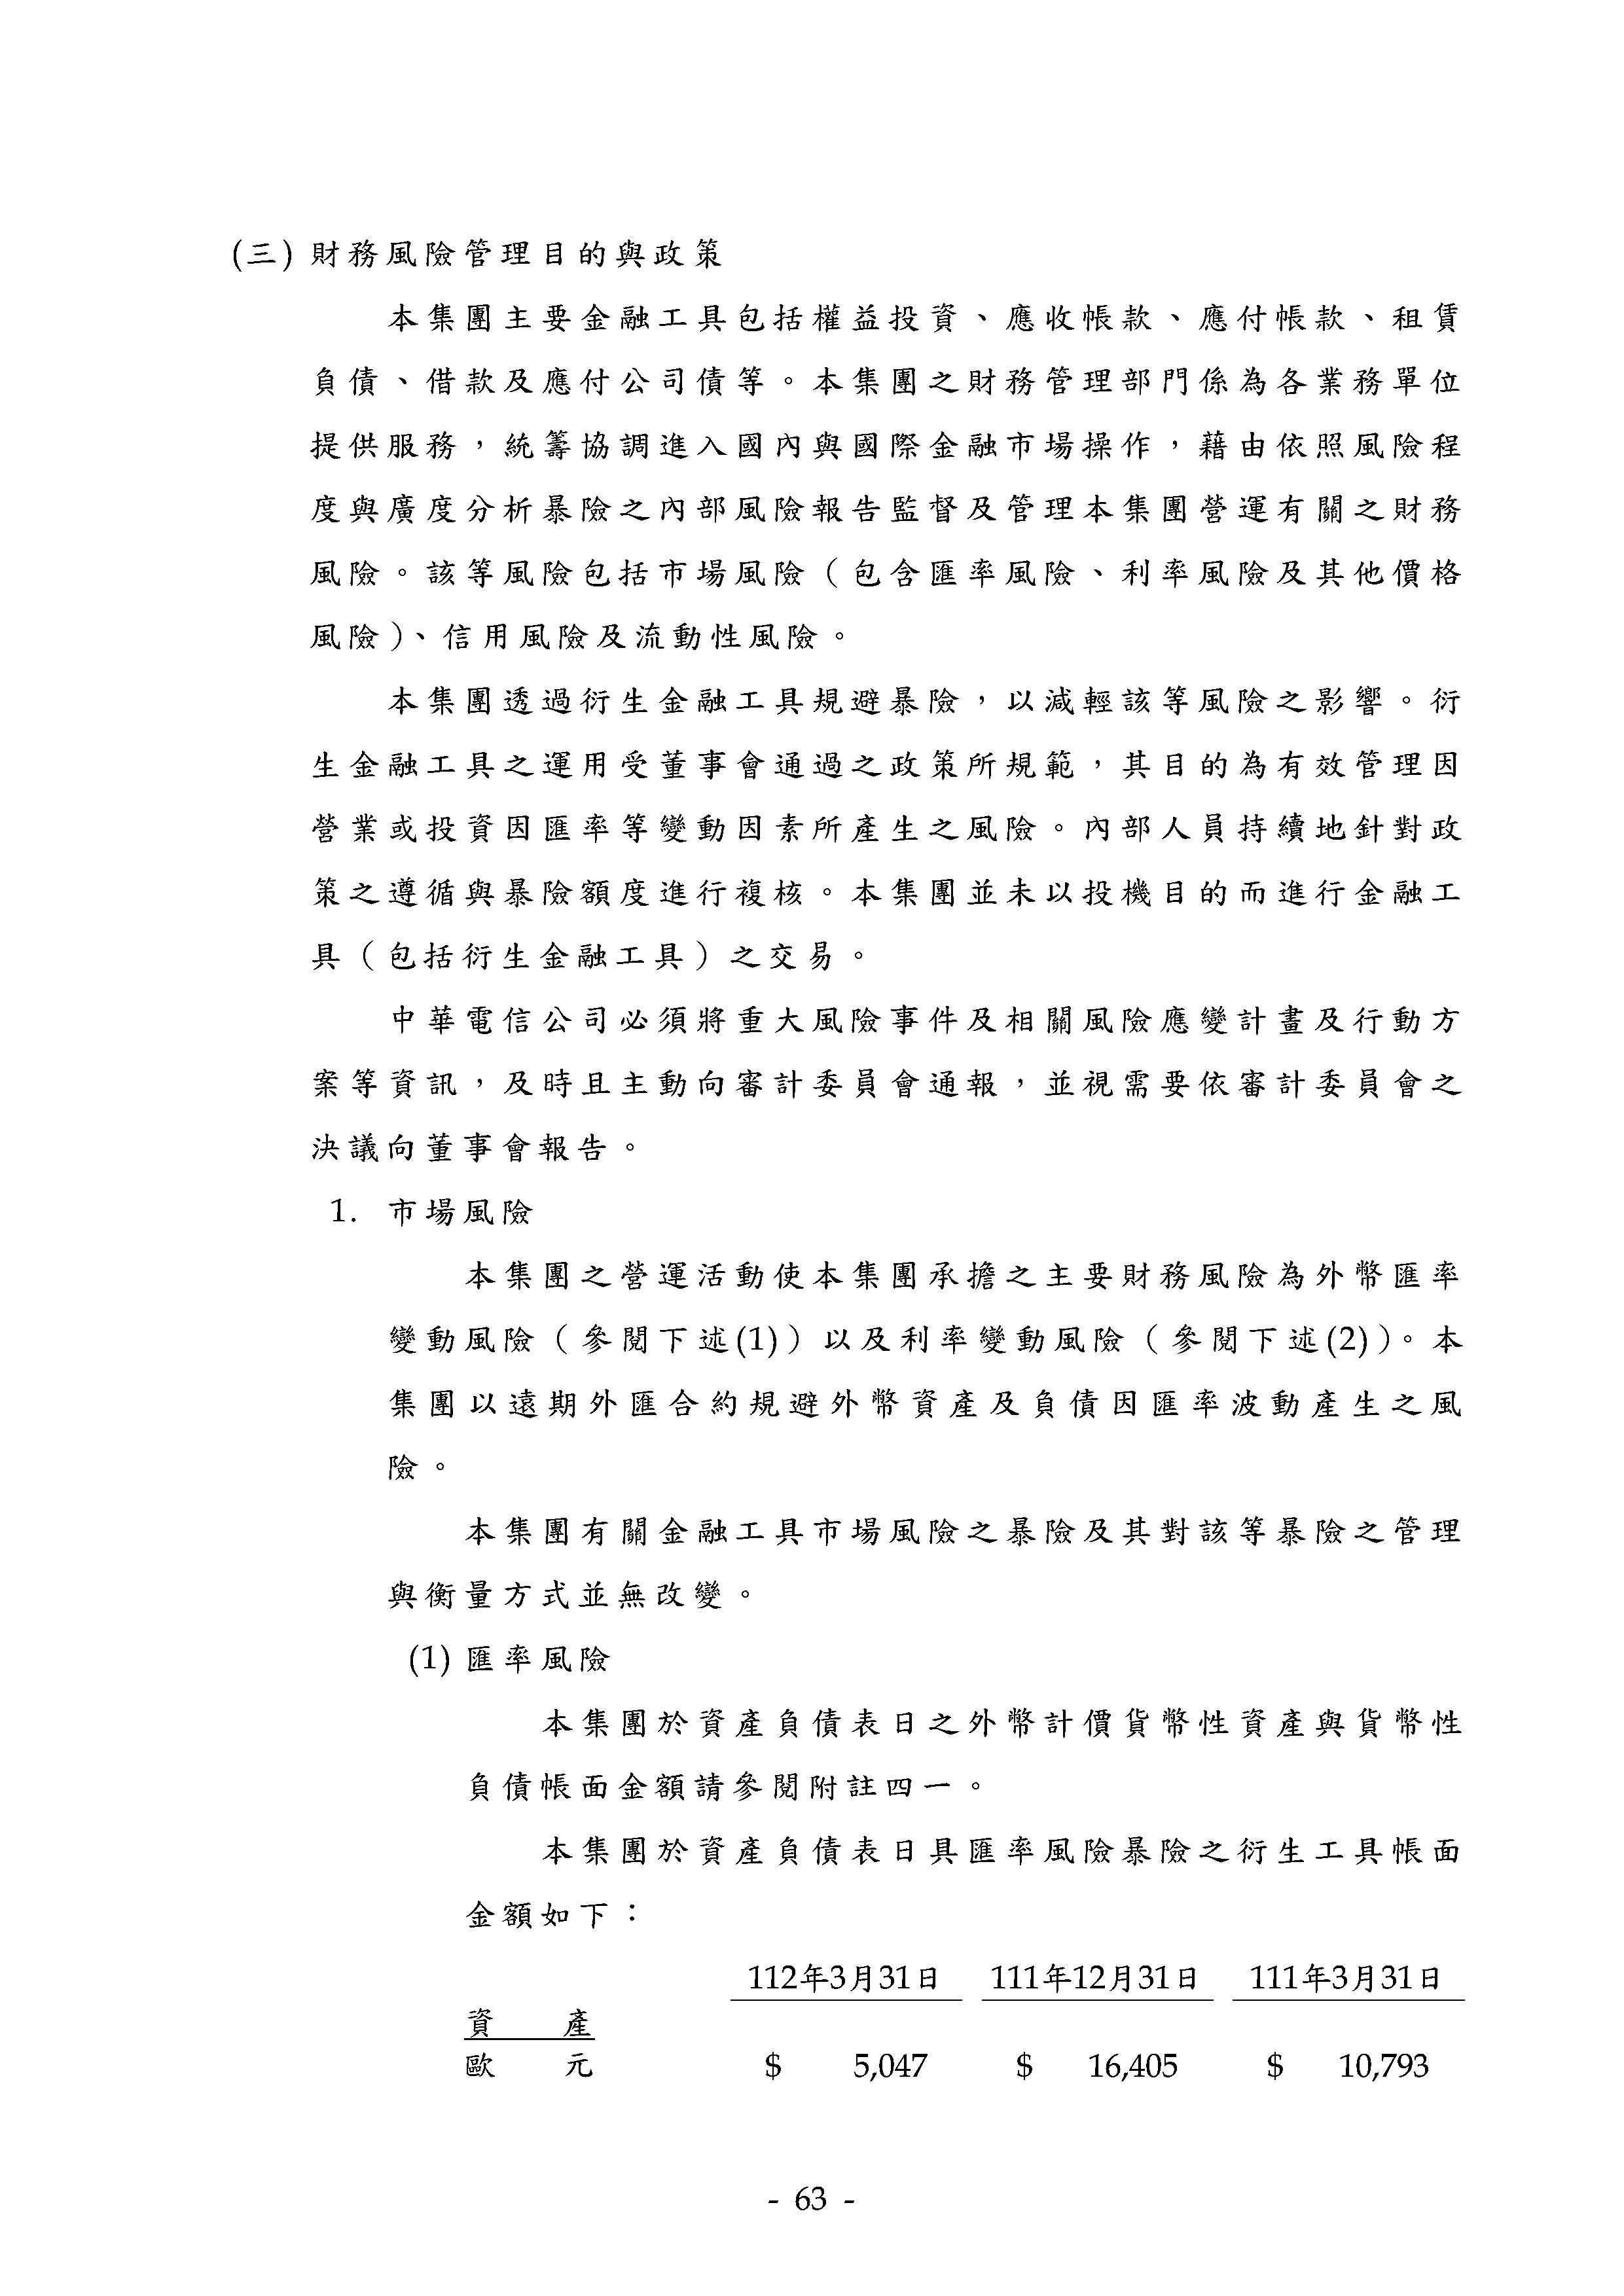 (三) 財務風險管理目的與政策
本集團主要金融工具包括權益投資、應收帳款、應付帳款、租賃
負債、借款及應付公司債等。本集團之財務管理部門係為各業務單位
提供服務，統籌協調進入國內與國際金融市場操作，藉由依照風險程
度與廣度分析暴險之內部風險報告監督及管理本集團營運有關之財務
風險。該等風險包括市場風險（包含匯率風險、利率風險及其他價格
風險）、信用風險及流動性風險。
本集團透過衍生金融工具規避暴險，以減輕該等風險之影響。衍
生金融工具之運用受董事會通過之政策所規範，其目的為有效管理因
營業或投資因匯率等變動因素所產生之風險。內部人員持續地針對政
策之遵循與暴險額度進行複核。本集團並未以投機目的而進行金融工
具（包括衍生金融工具）之交易。
中華電信公司必須將重大風險事件及相關風險應變計畫及行動方
案等資訊，及時且主動向審計委員會通報，並視需要依審計委員會之
決議向董事會報告。
1. 市場風險
本集團之營運活動使本集團承擔之主要財務風險為外幣匯率
變動風險（參閱下述(1)）以及利率變動風險（參閱下述(2)）。本
集團以遠期外匯合約規避外幣資產及負債因匯率波動產生之風
險。
本集團有關金融工具市場風險之暴險及其對該等暴險之管理
與衡量方式並無改變。
(1) 匯率風險
本集團於資產負債表日之外幣計價貨幣性資產與貨幣性
負債帳面金額請參閱附註四一。
本集團於資產負債表日具匯率風險暴險之衍生工具帳面
金額如下：
112年3月31日 111年12月31日 111年3月31日
資 產
歐 元 $ 5,047 $ 16,405 $ 10,793
- 63 -